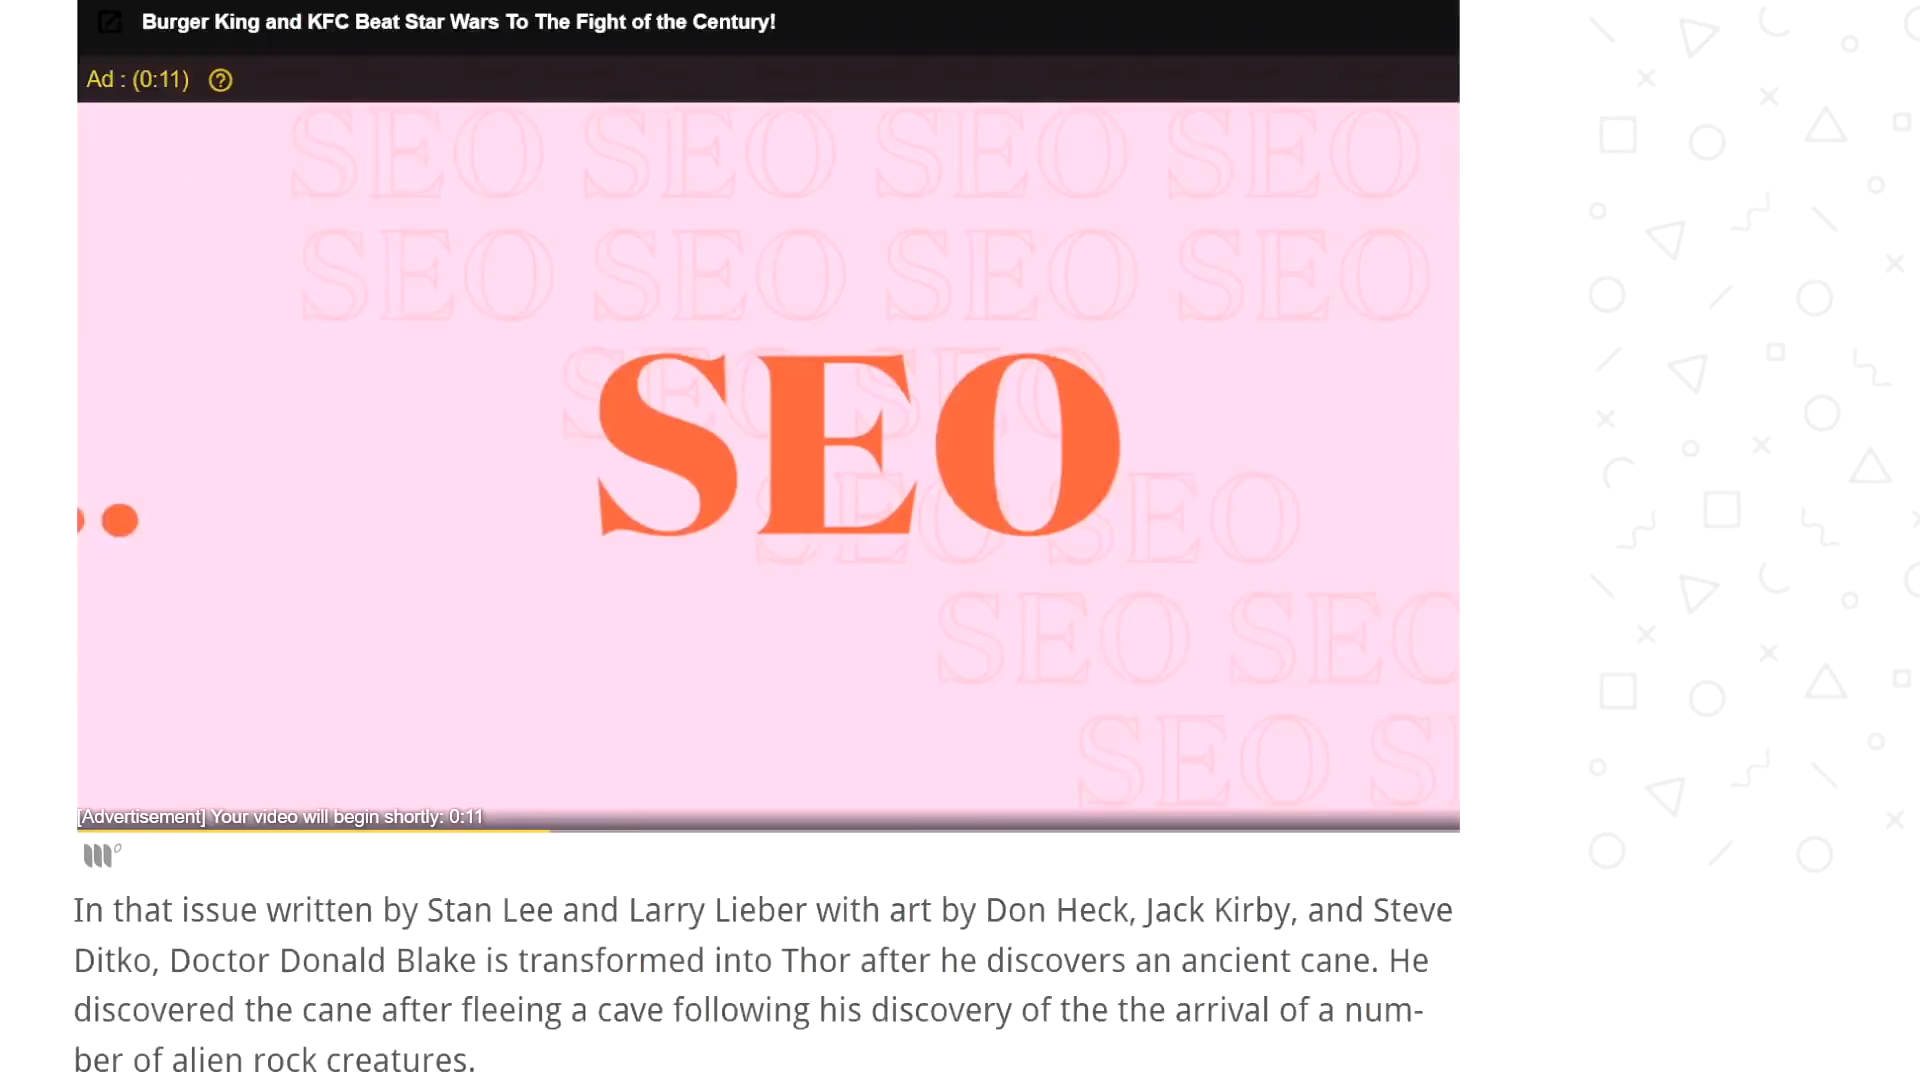 Burger King and KFC Beat Star Wars To The Fight of the Century!
Ad : (0:11) ?
SEO SEO SEO SEO
SEO SEO SEO SEO
SEO SEO
SEO
..
SEO SEO
SEO SEO
SEO S
[Advertisement] Your video will begin shortly: 0:11
In that issue written by Stan Lee and Larry Lieber with art by Don Heck, Jack Kirby, and Steve
Ditko, Doctor Donald Blake is transformed into Thor after he discovers an ancient cane. He
discovered the cane after fleeing a cave following his discovery of the the arrival of a num-
ber of alien rock creatures.